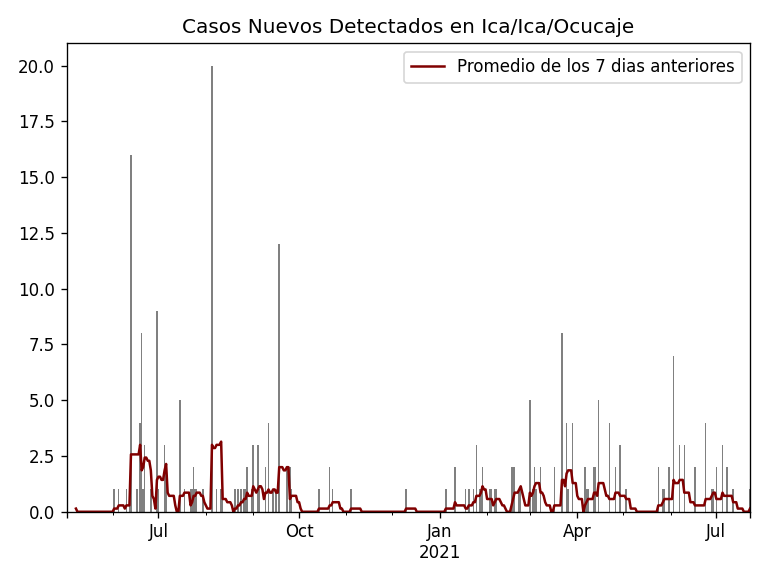 Casos Nuevos Detectados en Ica/Ica/Ocucaje
Promedio de los 7 dias anteriores
20.0
17.5
15.0
12.5
10.0
7.5
5.0
2.5
0.0
Jul
Oct
Jan
Apr
Jul
2021